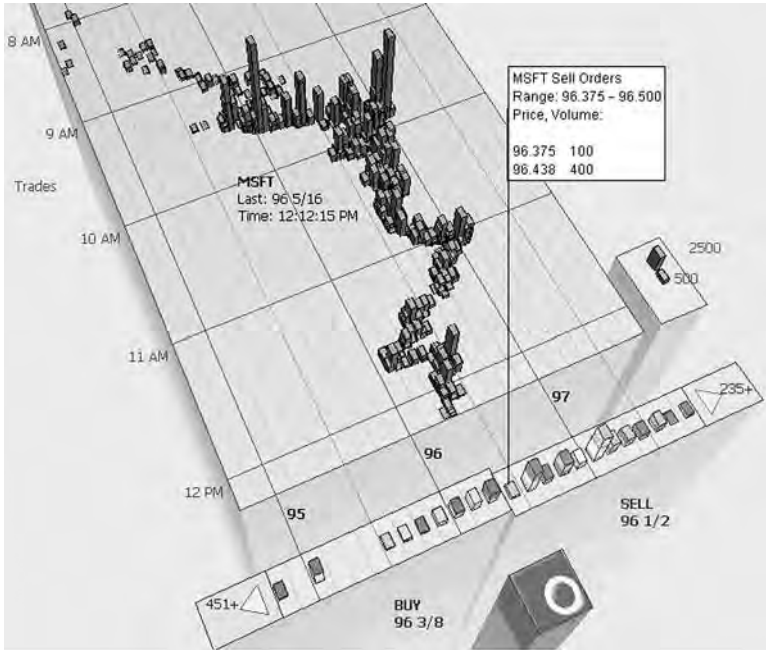 8 AM
9 AM
Trades
10 AM
11 AM
12 PM
MSFT
Last: 96 5/16
Time: 12:12:15 PM
MSFT Sell Orders
Range: 96.375 – 96.500
Price, Volume:
96.375 100
96.438 400
2500
500
235+
97
96
95
SELL
96 1/2
451+
BUY
96 3/8